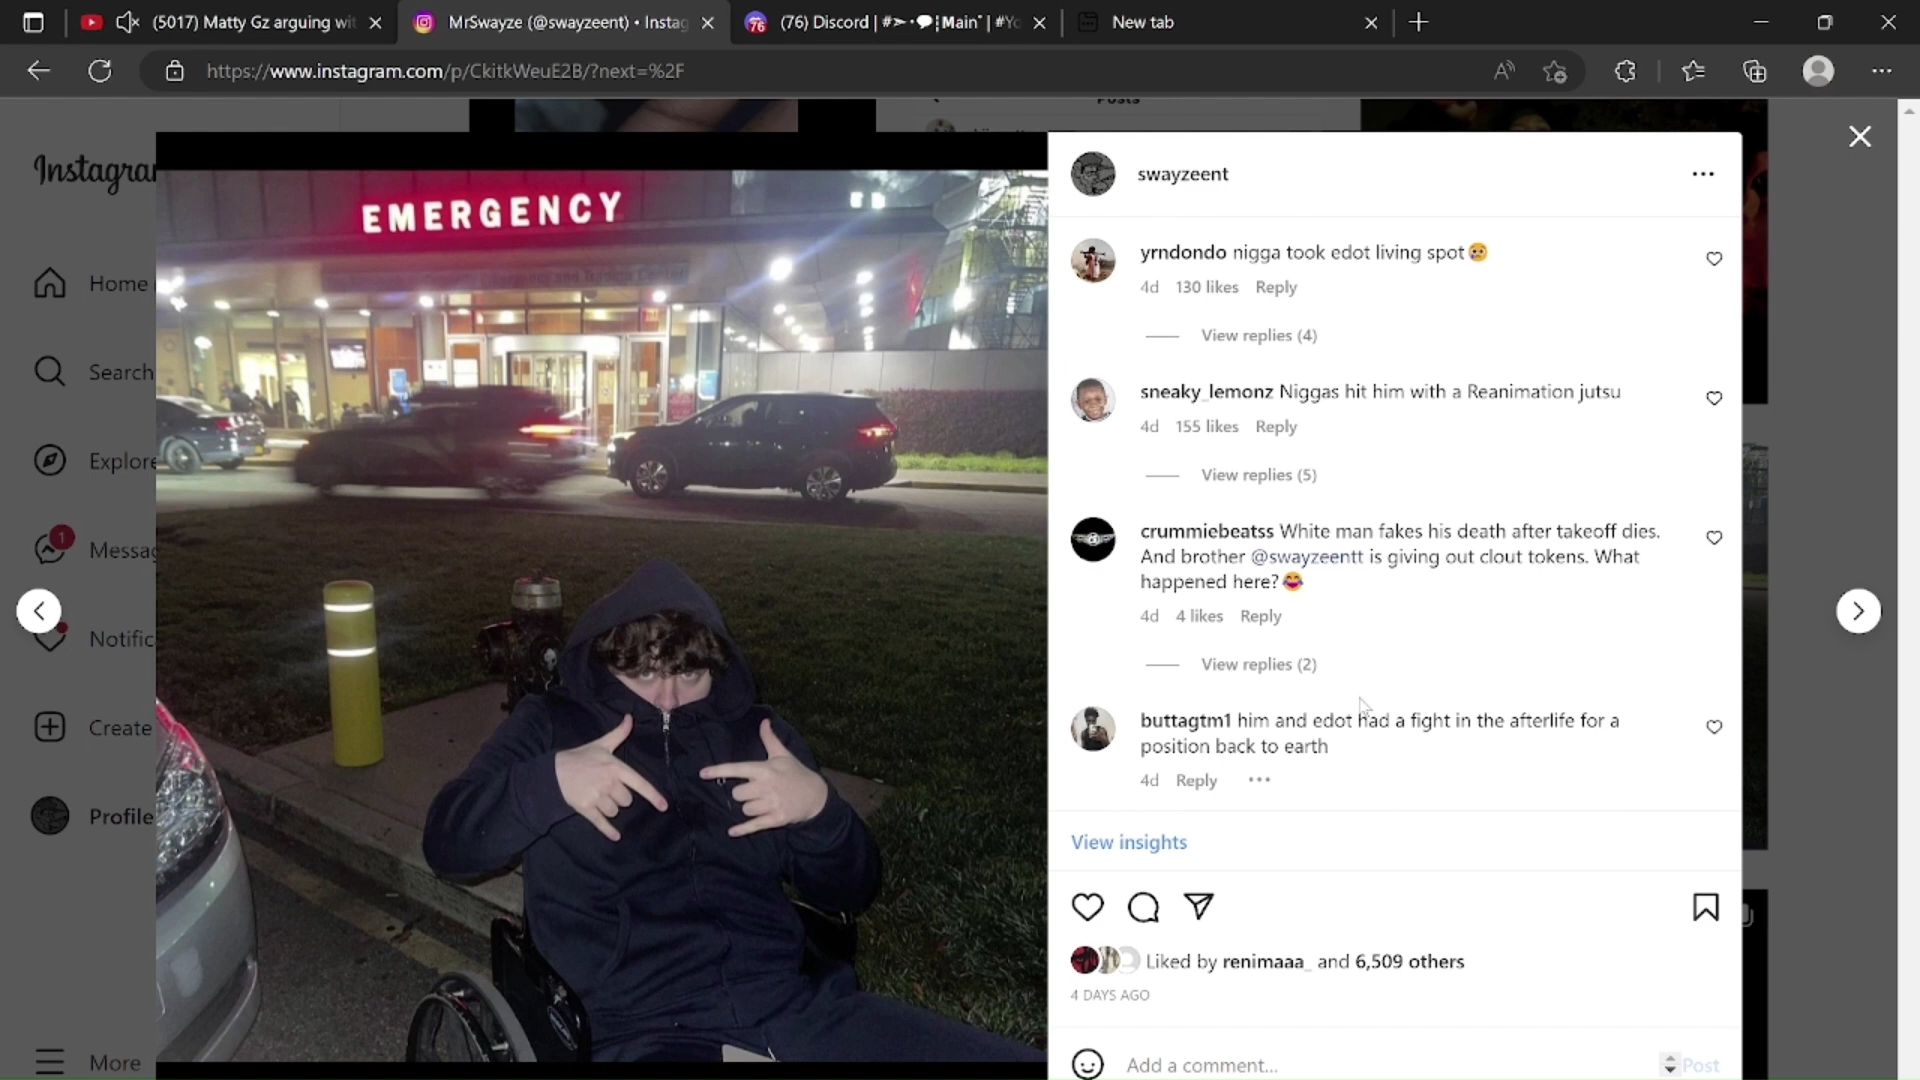 (5017) Matty Gz arguing wit
MrSwayze (@swayzeent) • Instag
(76) Discord | #➣・💬┆Main" | #Yo
New tab
https://www.instagram.com/p/CkitkWeuE2B/?next=%2F
Posts
Instagra
Home
Search
Explore
1
Messag
Notific
Create
Profile
More
EMERGENCY
swayzeent
yrndondo nigga took edot living spot😢
4d 130 likes Reply
View replies (4)
sneaky_lemonz Niggas hit him with a Reanimation jutsu
4d 155 likes Reply
View replies (5)
crummiebeatss White man fakes his death after takeoff dies.
And brother @swayzeentt is giving out clout tokens. What
happened here?😂
4d 4 likes Reply
View replies (2)
buttagtm1 him and edot had a fight in the afterlife for a
position back to earth
4d Reply
View insights
Liked by renimaaa_ and 6,509 others
4 DAYS AGO
Add a comment...
Post